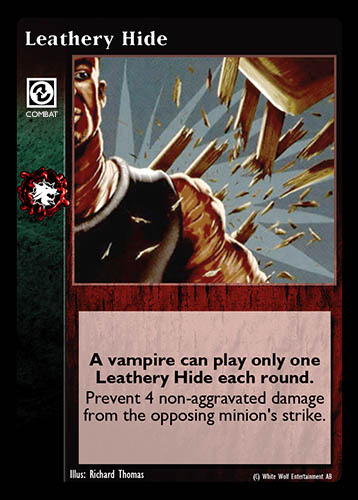 Leathery Hide
COMBAT
A vampire can play only one
Leathery Hide each round.
Prevent 4 non-aggravated damage
from the opposing minion's strike.
Illus: Richard Thomas
(C) White Wolf Entertainment AB